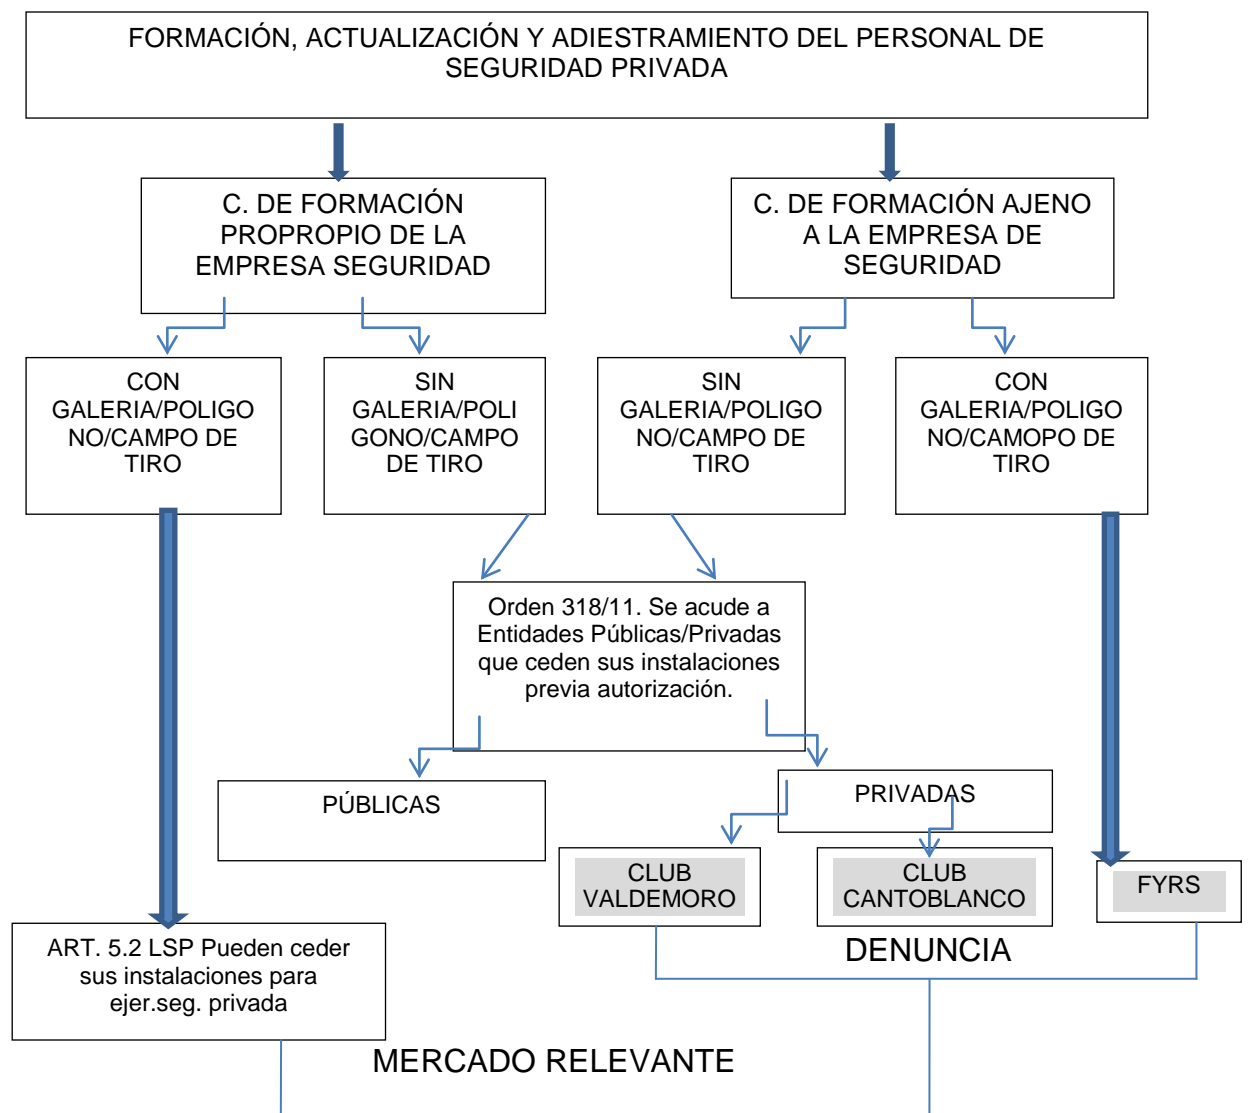 FORMACIÓN, ACTUALIZACIÓN Y ADIESTRAMIENTO DEL PERSONAL DE
SEGURIDAD PRIVADA
C. DE FORMACIÓN
PROPROPIO DE LA
EMPRESA SEGURIDAD
C. DE FORMACIÓN AJENO
A LA EMPRESA DE
SEGURIDAD
CON
GALERIA/POLIGO
NO/CAMPO DE
TIRO
SIN
GALERIA/POLI
GONO/CAMPO
DE TIRO
SIN
GALERIA/POLIGO
NO/CAMPO DE
TIRO
CON
GALERIA/POLIGO
NO/CAMOPO DE
TIRO
Orden 318/11. Se acude a
Entidades Públicas/Privadas
que ceden sus instalaciones
previa autorización.
PÚBLICAS
PRIVADAS
CLUB
VALDEMORO
CLUB
CANTOBLANCO
FYRS
ART. 5.2 LSP Pueden ceder
sus instalaciones para
ejer.seg. privada
DENUNCIA
MERCADO RELEVANTE